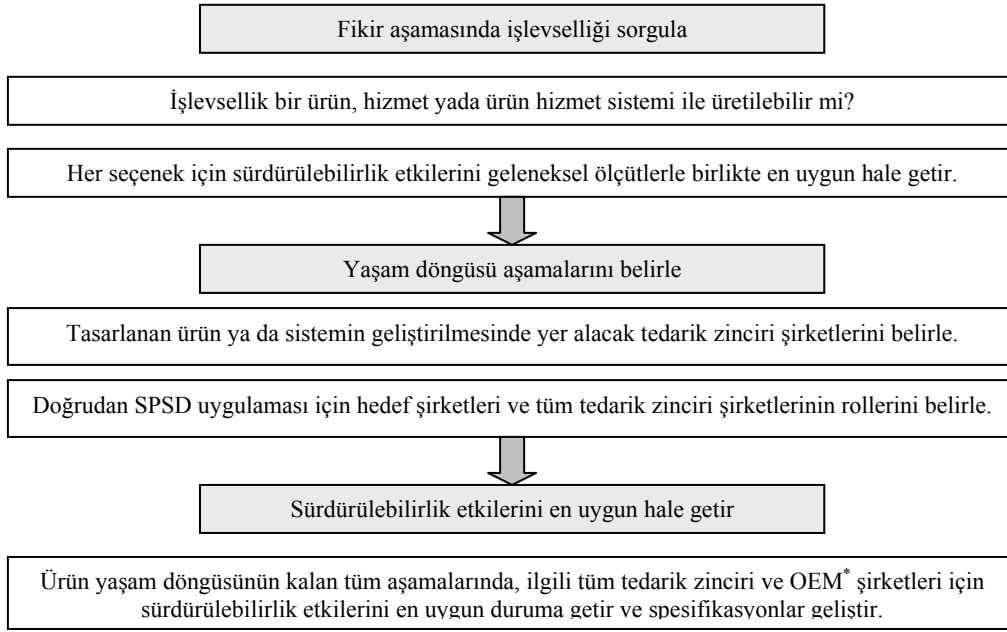 Fikir aşamasında işlevselliği sorgula
İşlevsellik bir ürün, hizmet yada ürün hizmet sistemi ile üretilebilir mi?
Her seçenek için sürdürülebilirlik etkilerini geleneksel ölçütlerle birlikte en uygun hale getir.
Yaşam döngüsü aşamalarını belirle
Tasarlanan ürün ya da sistemin geliştirilmesinde yer alacak tedarik zinciri şirketlerini belirle.
Doğrudan SPSD uygulaması için hedef şirketleri ve tüm tedarik zinciri şirketlerinin rollerini belirle.
Sürdürülebilirlik etkilerini en uygun hale getir
Ürün yaşam döngüsünün kalan tüm aşamalarında, ilgili tüm tedarik zinciri ve OEM* şirketleri için
sürdürülebilirlik etkilerini en uygun duruma getir ve spesifikasyonlar geliştir.